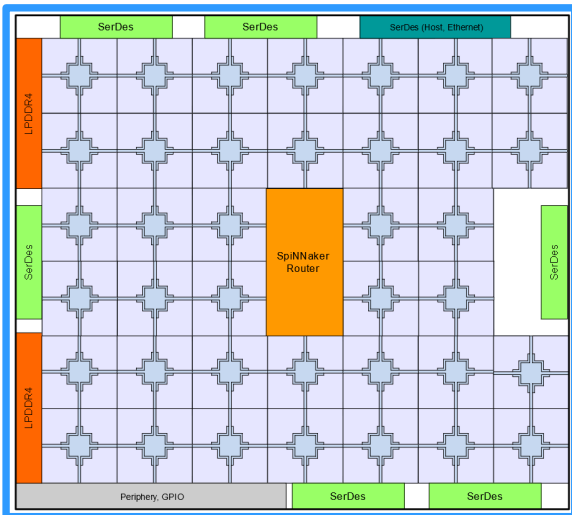 SerDes
SerDes
SerDes (Host, Ethernet)
LPDDR4
SerDes
SpiNNaker
Router
SerDes
LPDDR4
Periphery, GPIO
SerDes
SerDes